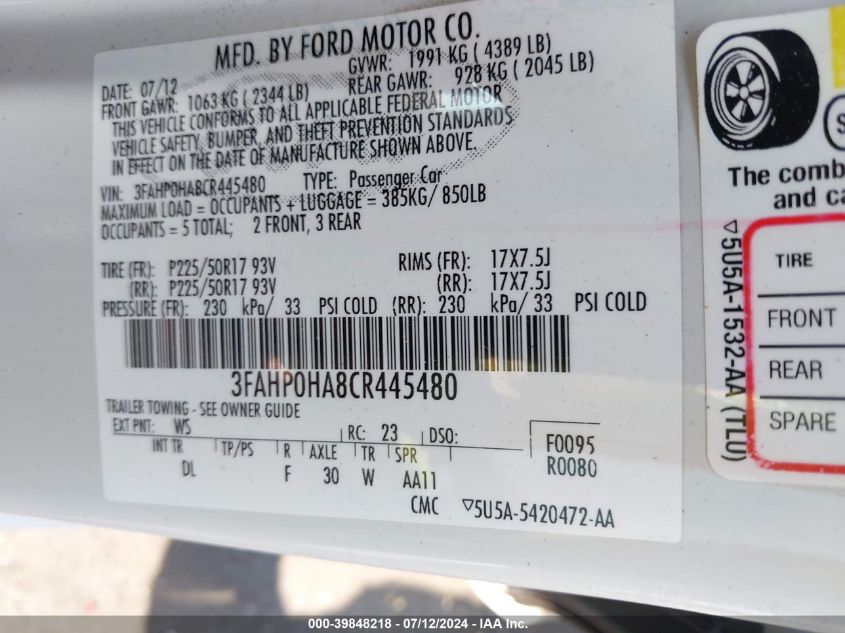 MFD. BY FORD MOTOR CO.
DATE: 07/12 GVWR: 1991 KG ( 4389 LB)
FRONT GAWR: 1063 KG ( 2344 LB) REAR GAWR: 928 KG ( 2045 LB)
THIS VEHICLE CONFORMS TO ALL APPLICABLE FEDERAL MOTOR
VEHICLE SAFETY, BUMPER, AND THEFT PREVENTION STANDARDS
IN EFFECT ON THE DATE OF MANUFACTURE SHOWN ABOVE.
VIN: 3FAHP0HA8CR445480 TYPE: Passenger Car
MAXIMUM LOAD = OCCUPANTS + LUGGAGE = 385KG/ 850LB
OCCUPANTS = 5 TOTAL; 2 FRONT, 3 REAR
TIRE (FR): P225/50R17 93V RIMS (FR): 17X7.5J
(RR): P225/50R17 93V (RR): 17X7.5J
PRESSURE (FR): 230 kPa/ 33 PSI COLD (RR): 230 kPa/ 33 PSI COLD
3FAHP0HA8CR445480
TRAILER TOWING - SEE OWNER GUIDE
EXT PNT: WS RC: 23 DSO: F0095
INT TR TP/PS R AXLE TR SPR R0080
DL F 30 W AA11
CMC ▽5U5A-5420472-AA
The comb
and ca
▽5U5A-1532-AA (TLU)
TIRE
FRONT
REAR
SPARE
000-39848218 - 07/12/2024 - IAA Inc.